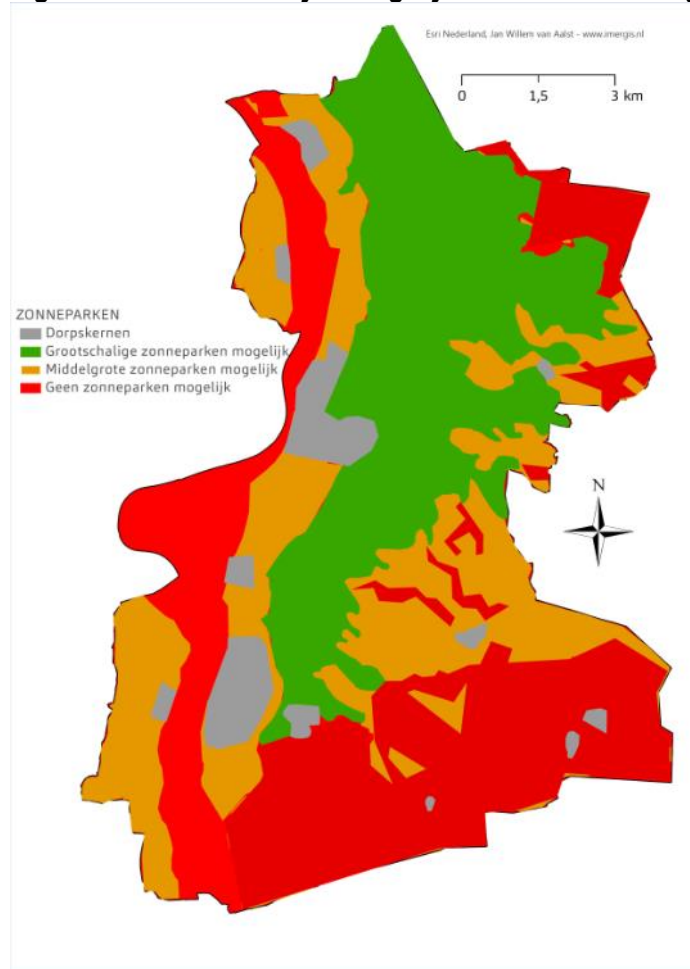 Esri Nederland, Jan Willem van Aalst - www.imergis.nl
0 1,5 3 km
ZONNEPARKEN
Dorpskernen
Grootschalige zonneparken mogelijk
Middelgrote zonneparken mogelijk
Geen zonneparken mogelijk
N